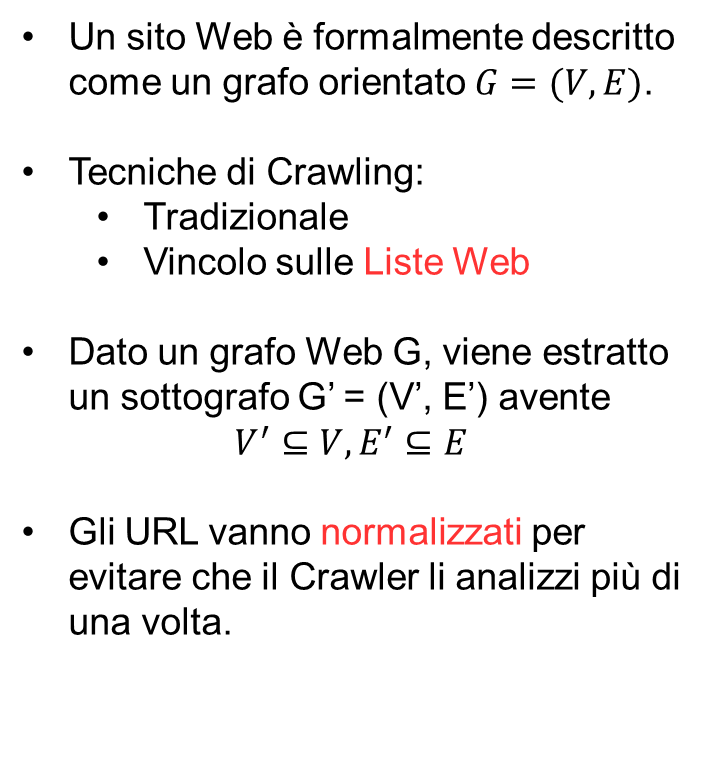 • Un sito Web è formalmente descritto
come un grafo orientato 𝐺 = (𝑉, 𝐸).
• Tecniche di Crawling:
• Tradizionale
• Vincolo sulle Liste Web
• Dato un grafo Web G, viene estratto
un sottografo G’ = (V’, E’) avente
𝑉′ ⊆ 𝑉, 𝐸′ ⊆ 𝐸
• Gli URL vanno normalizzati per
evitare che il Crawler li analizzi più di
una volta.